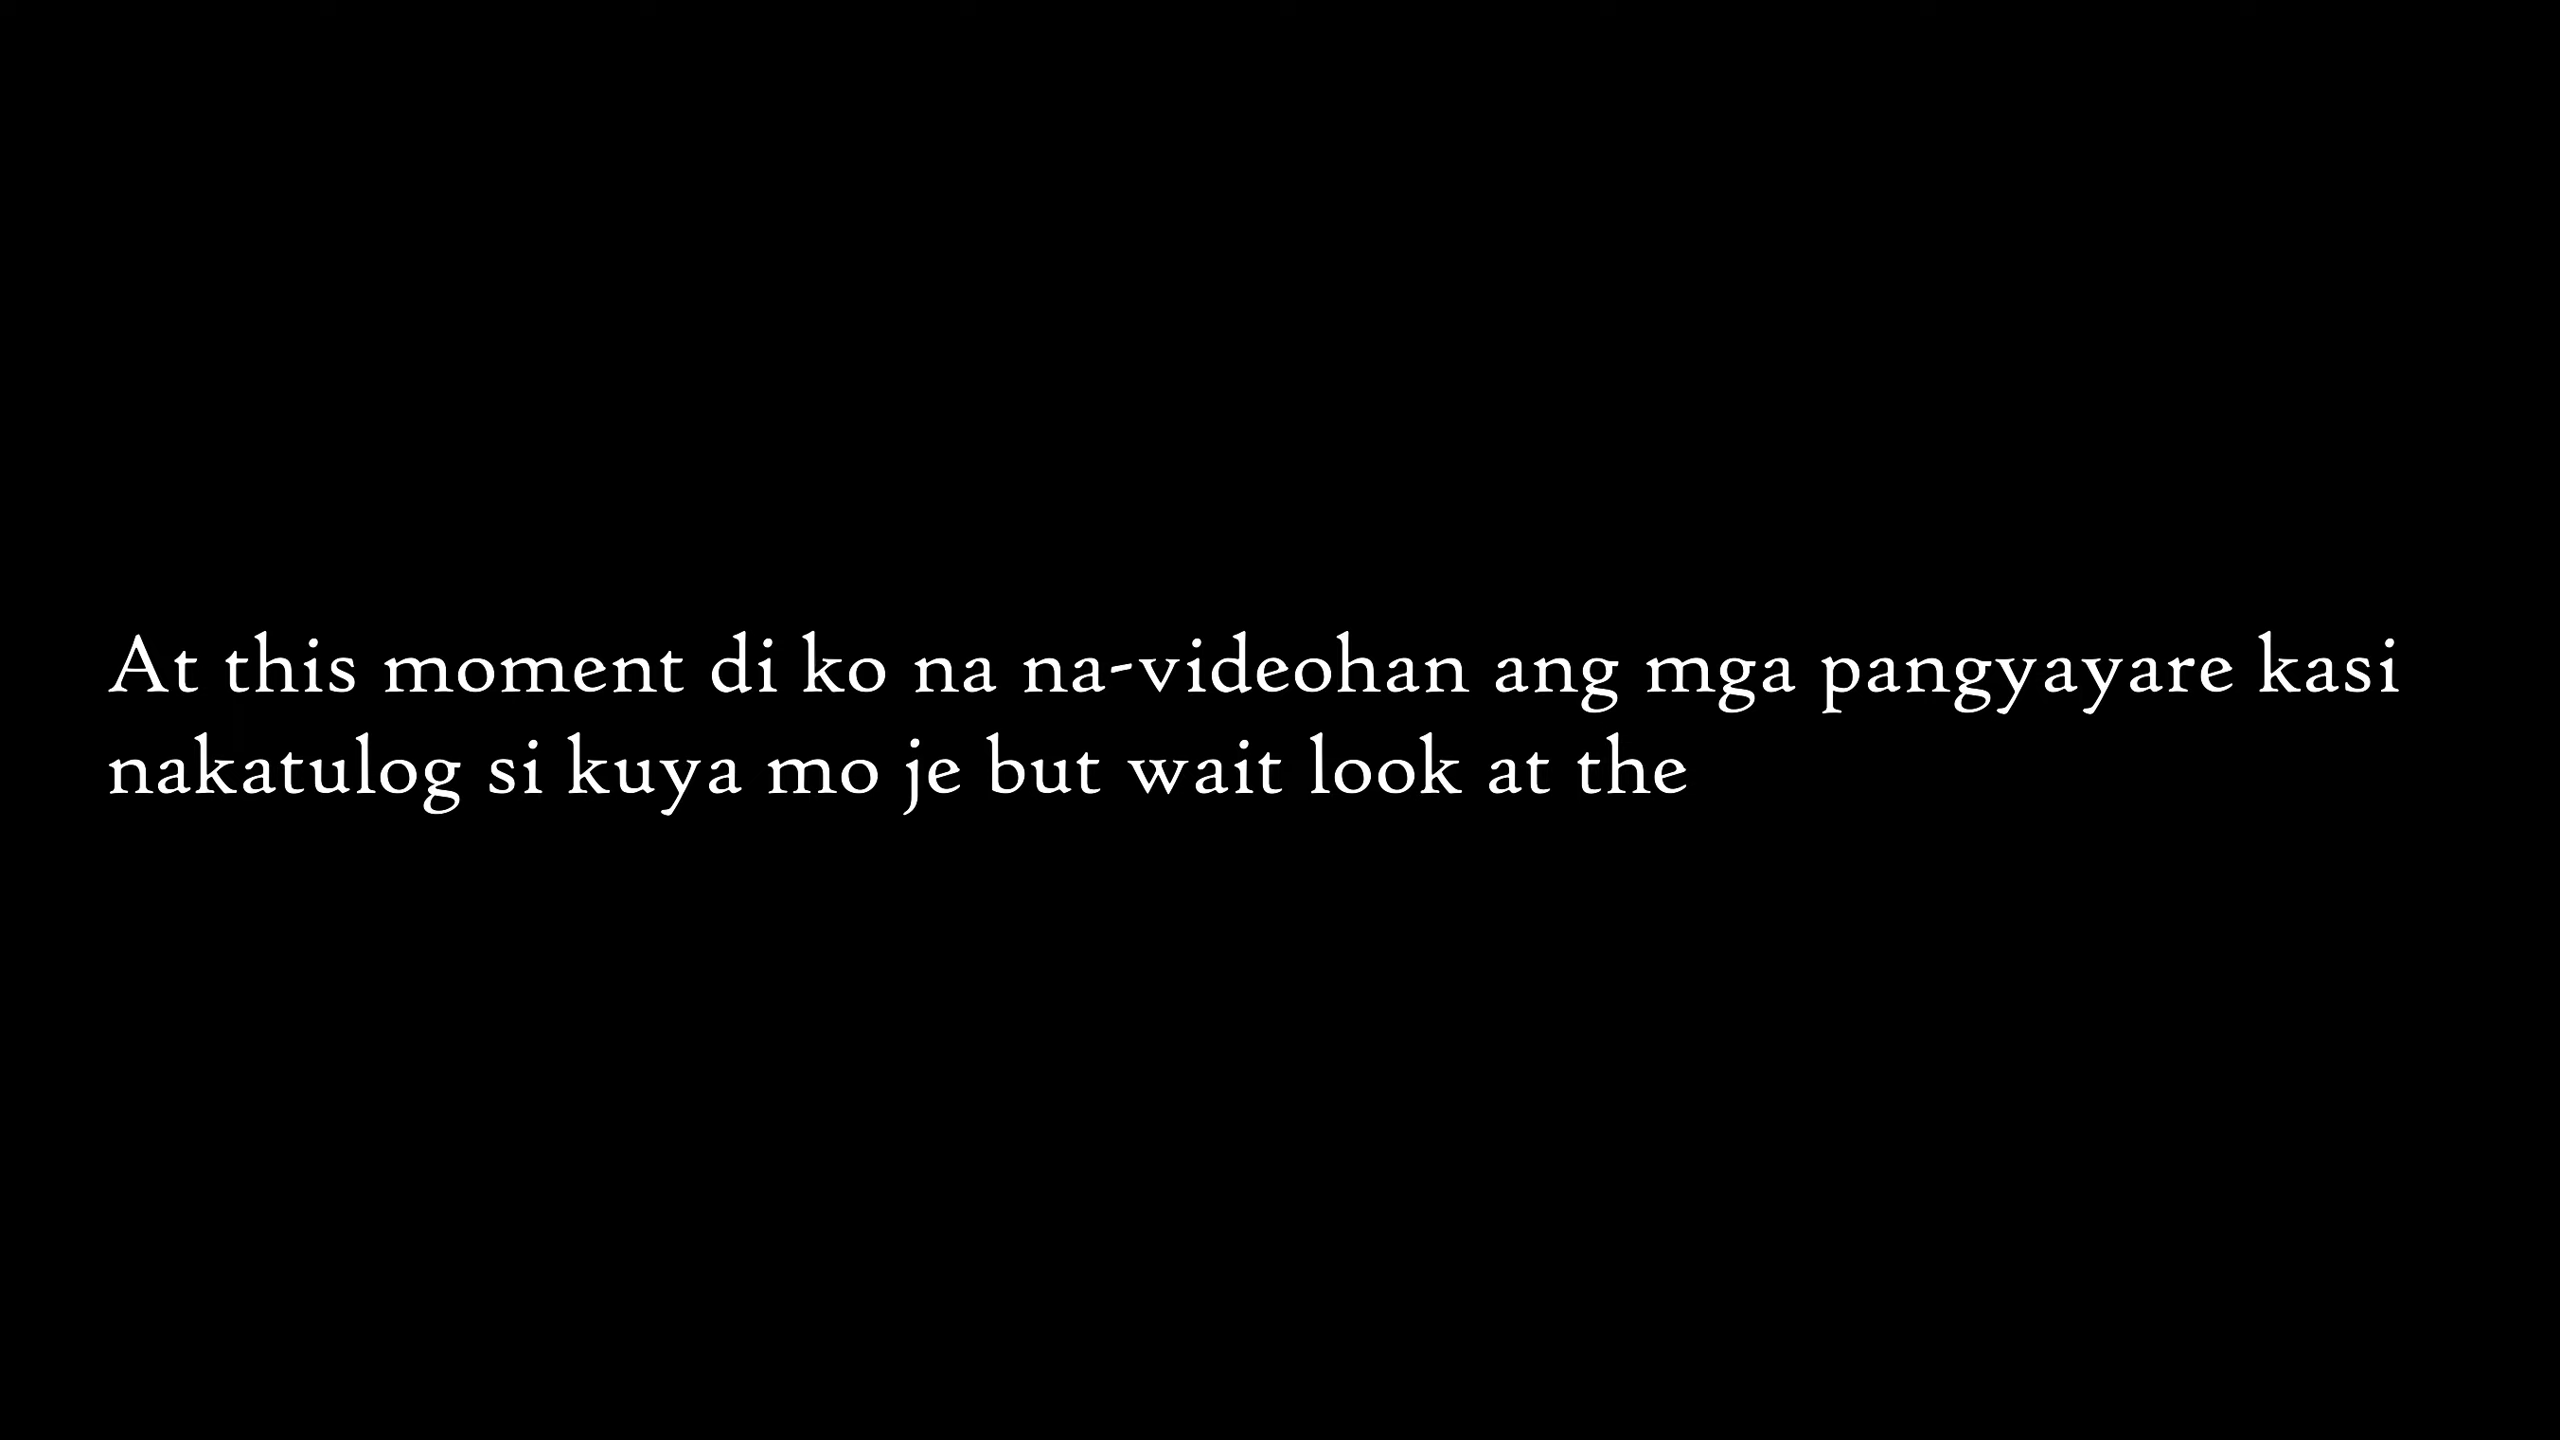 At this moment di ko na na-videohan ang mga pangyayare kasi
nakatulog si kuya mo je but wait look at the